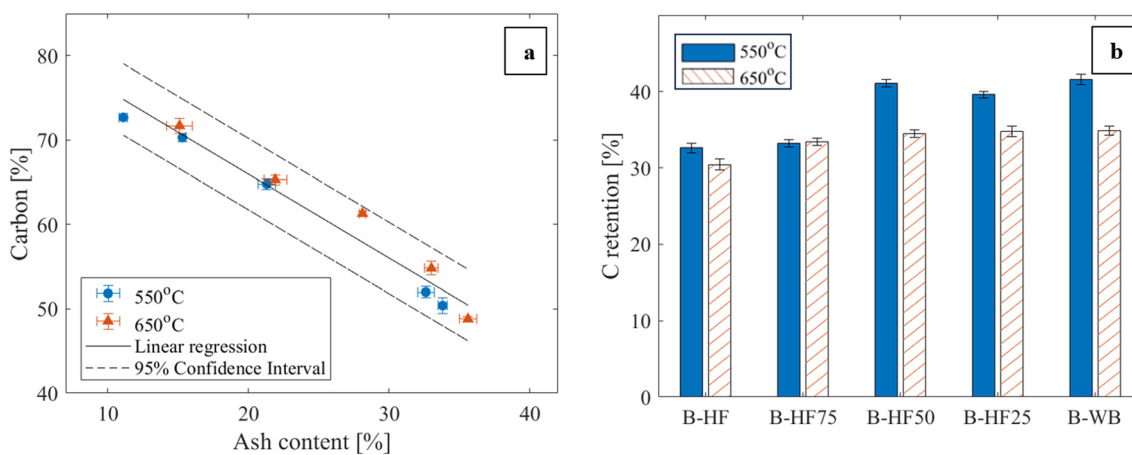 a
80
70
60
50
40
Carbon [%]
550°C
650°C
Linear regression
95% Confidence Interval
10 20 30 40
Ash content [%]
b
550°C
650°C
40
30
20
10
0
C retention [%]
B-HF B-HF75 B-HF50 B-HF25 B-WB